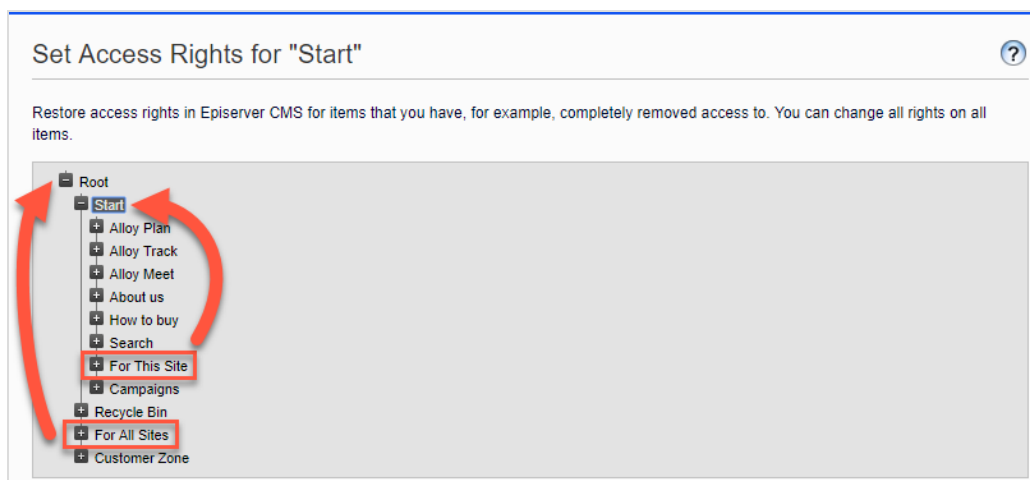 Set Access Rights for "Start"
?
Restore access rights in Episerver CMS for items that you have, for example, completely removed access to. You can change all rights on all
items.
Root
Start
Alloy Plan
Alloy Track
Alloy Meet
About us
How to buy
Search
For This Site
Campaigns
Recycle Bin
For All Sites
Customer Zone